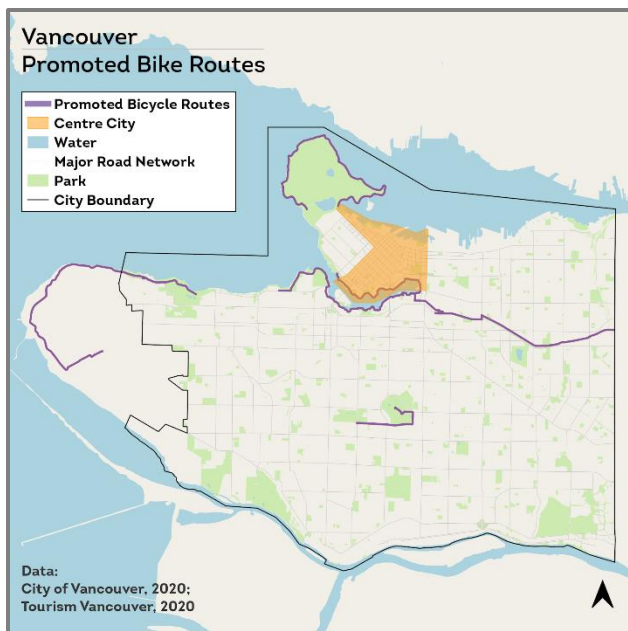 Vancouver
Promoted Bike Routes
Promoted Bicycle Routes
Centre City
Water
Major Road Network
Park
City Boundary
Data:
City of Vancouver, 2020;
Tourism Vancouver, 2020